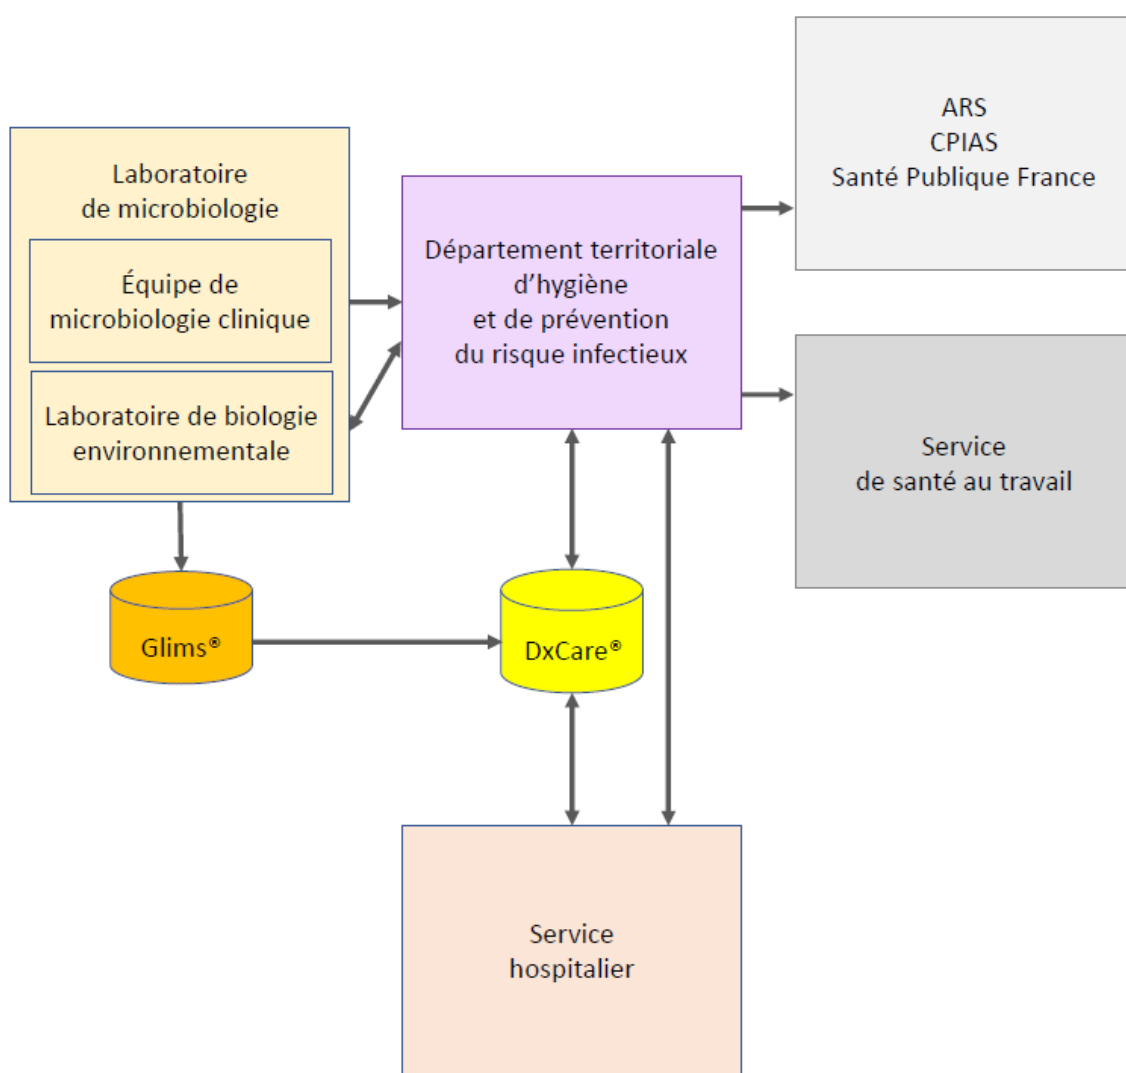 Laboratoire
de microbiologie
Équipe de
microbiologie clinique
Laboratoire de biologie
environnementale
Département territoriale
d’hygiène
et de prévention
du risque infectieux
ARS
CPIAS
Santé Publique France
Service
de santé au travail
Glims®
DxCare®
Service
hospitalier